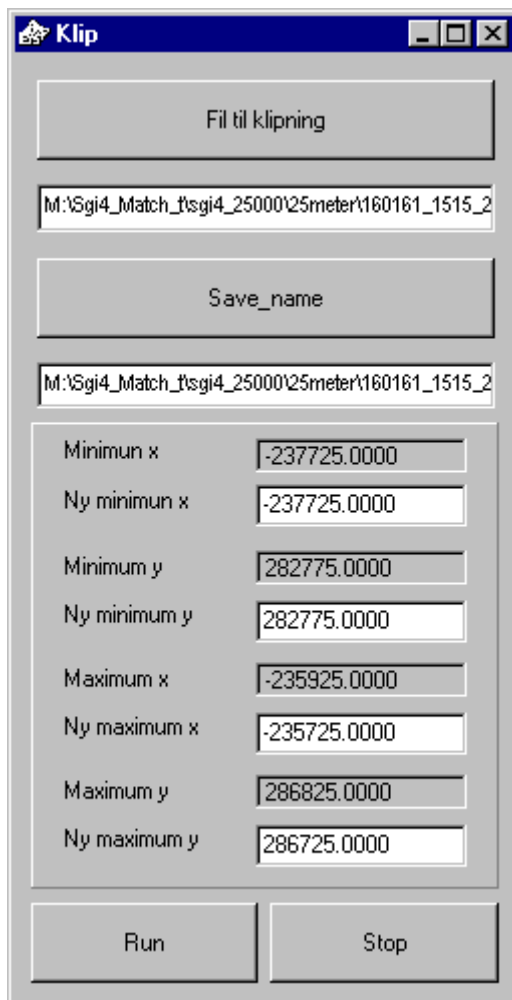 Klip
Fil til klipning
M:\Sgi4_Match_t\sgi4_25000\25meter\160161_1515_2
Save_name
M:\Sgi4_Match_t\sgi4_25000\25meter\160161_1515_2
Minimun x -237725.0000
Ny minimun x -237725.0000
Minimum y 282775.0000
Ny minimum y 282775.0000
Maximum x -235925.0000
Ny maximum x -235725.0000
Maximum y 286825.0000
Ny maximum y 286725.0000
Run Stop